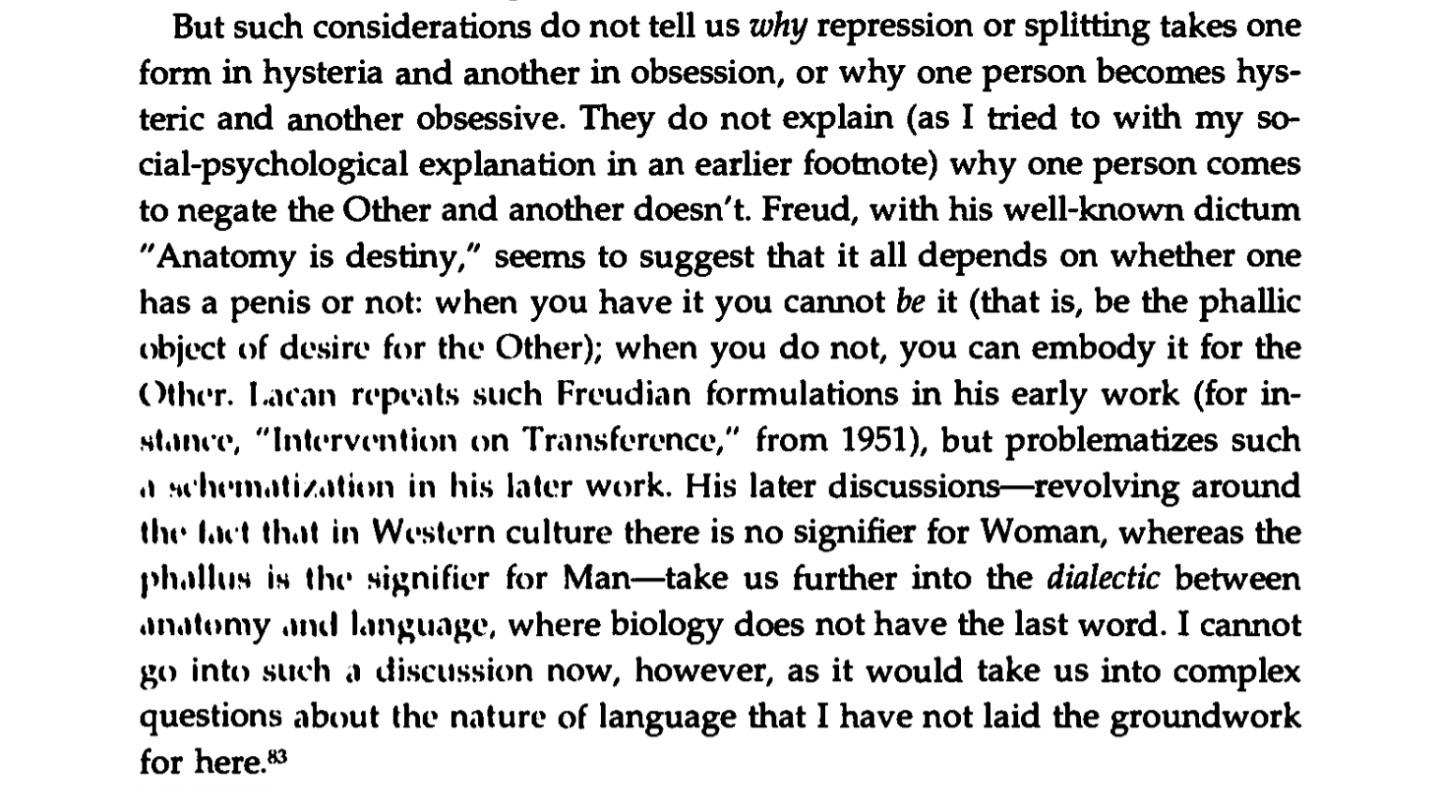 But such considerations do not tell us why repression or splitting takes one
form in hysteria and another in obsession, or why one person becomes hys-
teric and another obsessive. They do not explain (as I tried to with my so-
cial-psychological explanation in an earlier footnote) why one person comes
to negate the Other and another doesn't. Freud, with his well-known dictum
"Anatomy is destiny," seems to suggest that it all depends on whether one
has a penis or not: when you have it you cannot be it (that is, be the phallic
object of desire for the Other); when you do not, you can embody it for the
Other. Lacan repeats such Freudian formulations in his early work (for in-
stance, "Intervention on Transference," from 1951), but problematizes such
a schematization in his later work. His later discussions—revolving around
the fact that in Western culture there is no signifier for Woman, whereas the
phallus is the signifier for Man—take us further into the dialectic between
anatomy and language, where biology does not have the last word. I cannot
go into such a discussion now, however, as it would take us into complex
questions about the nature of language that I have not laid the groundwork
for here.83